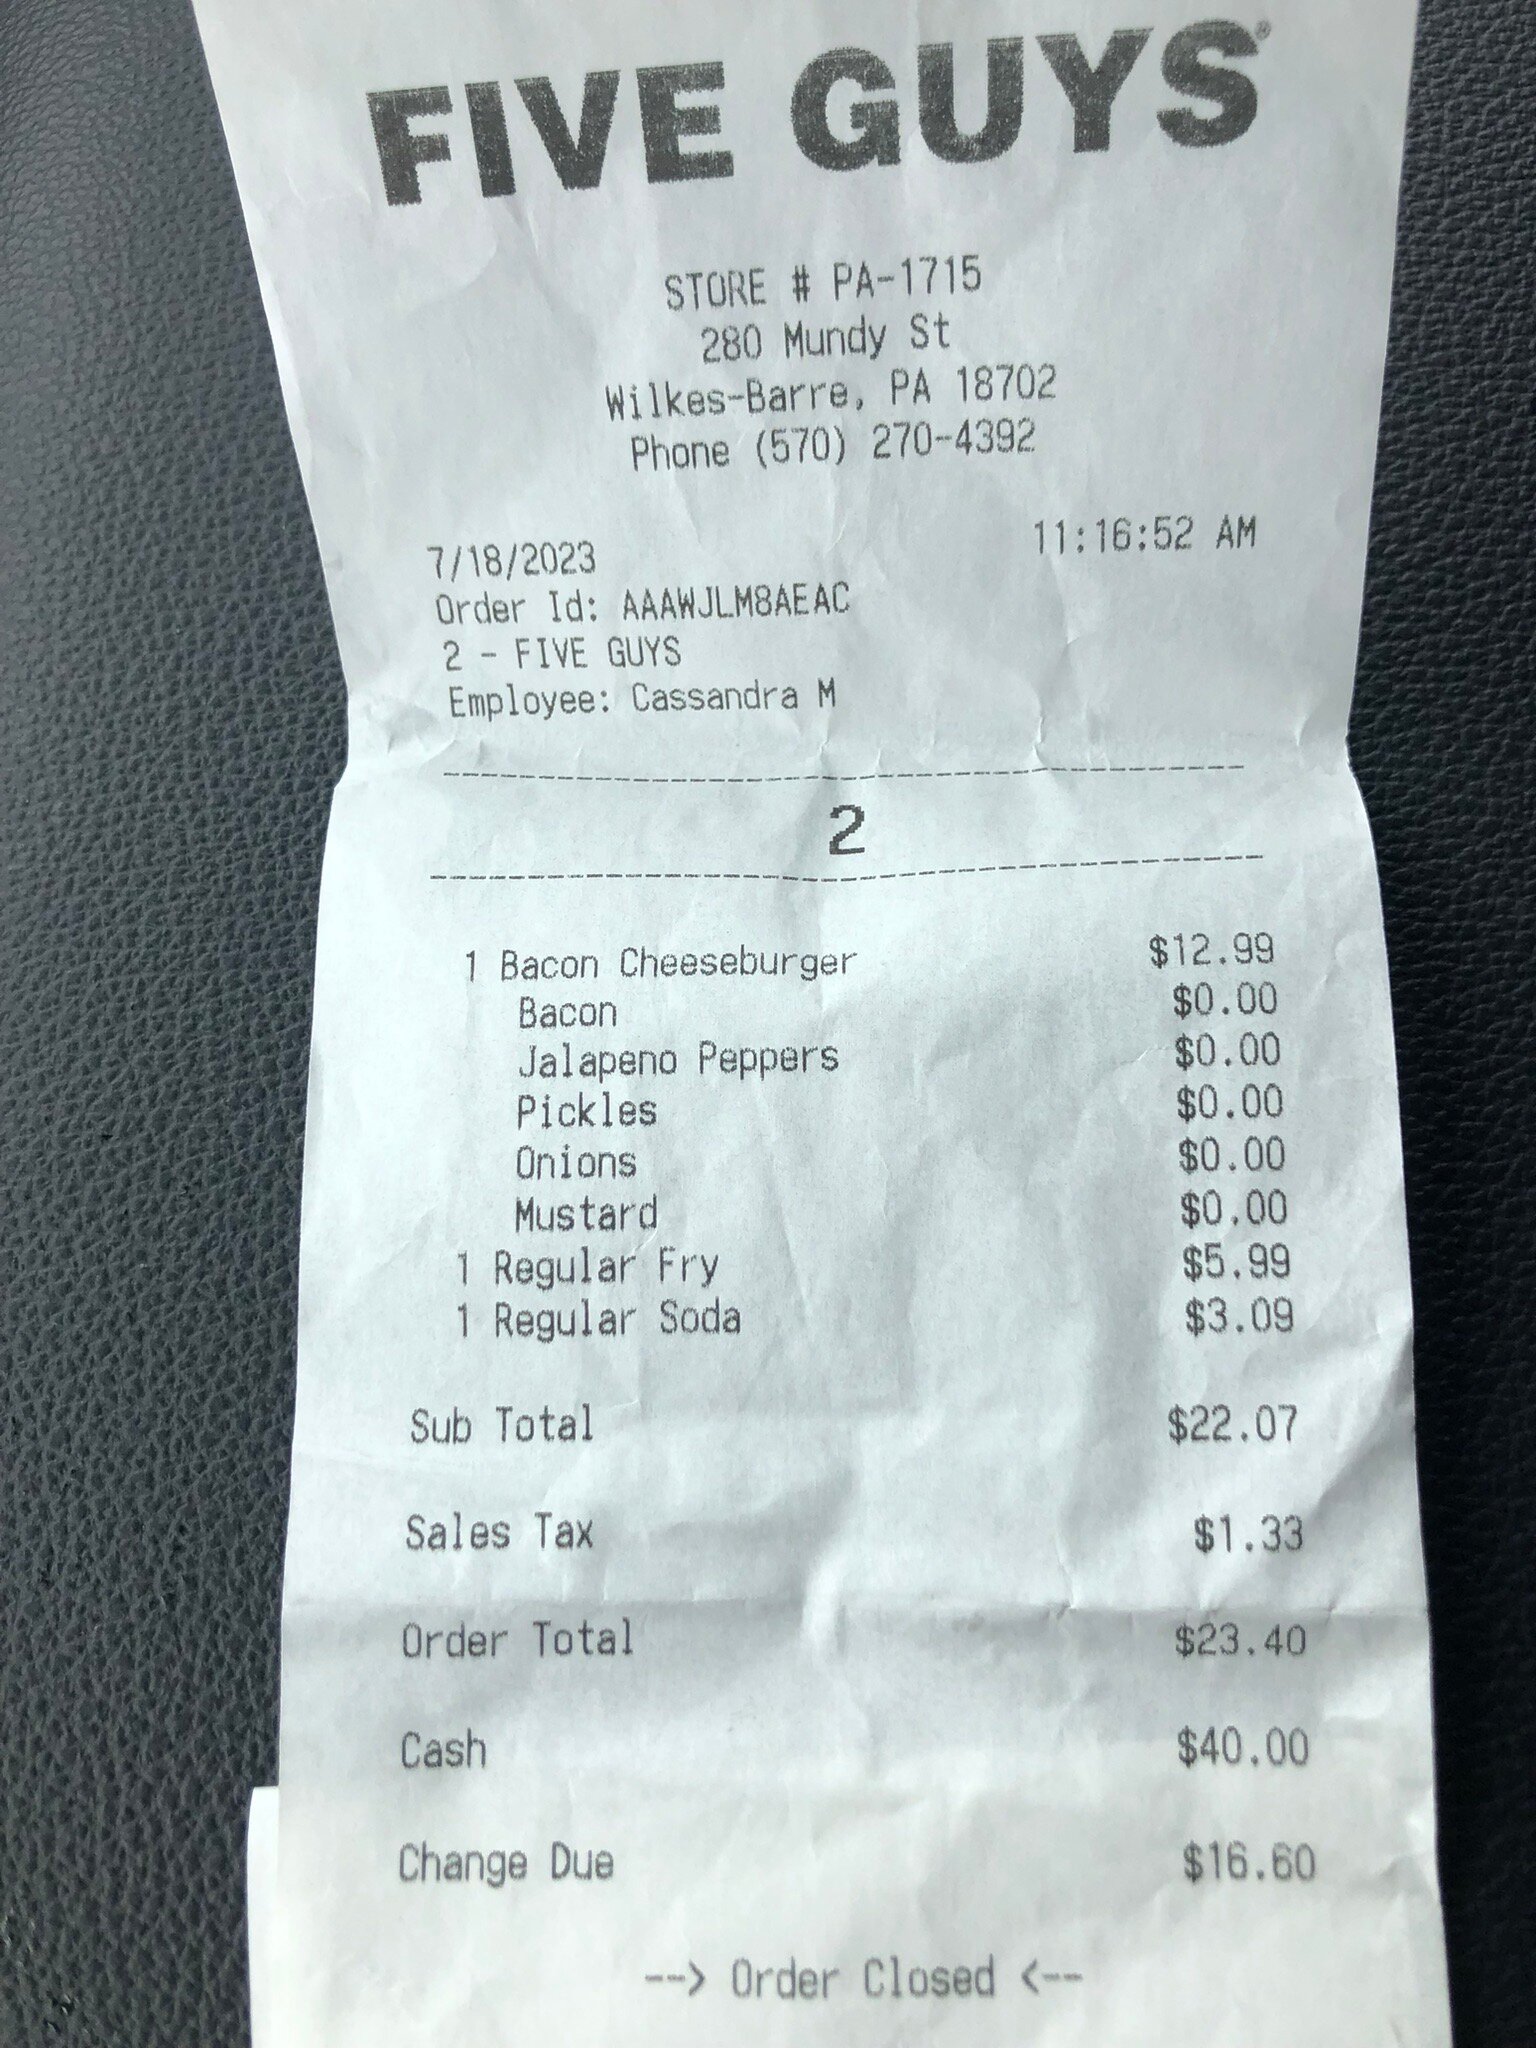 FIVE GUYS®
STORE # PA-1715
280 Mundy St
Wilkes-Barre, PA 18702
Phone (570) 270-4392
7/18/2023 11:16:52 AM
Order Id: AAAWJLM8AEAC
2 - FIVE GUYS
Employee: Cassandra M
2
1 Bacon Cheeseburger $12.99
Bacon $0.00
Jalapeno Peppers $0.00
Pickles $0.00
Onions $0.00
Mustard $0.00
1 Regular Fry $5.99
1 Regular Soda $3.09
Sub Total $22.07
Sales Tax $1.33
Order Total $23.40
Cash $40.00
Change Due $16.60
--> Order Closed <--